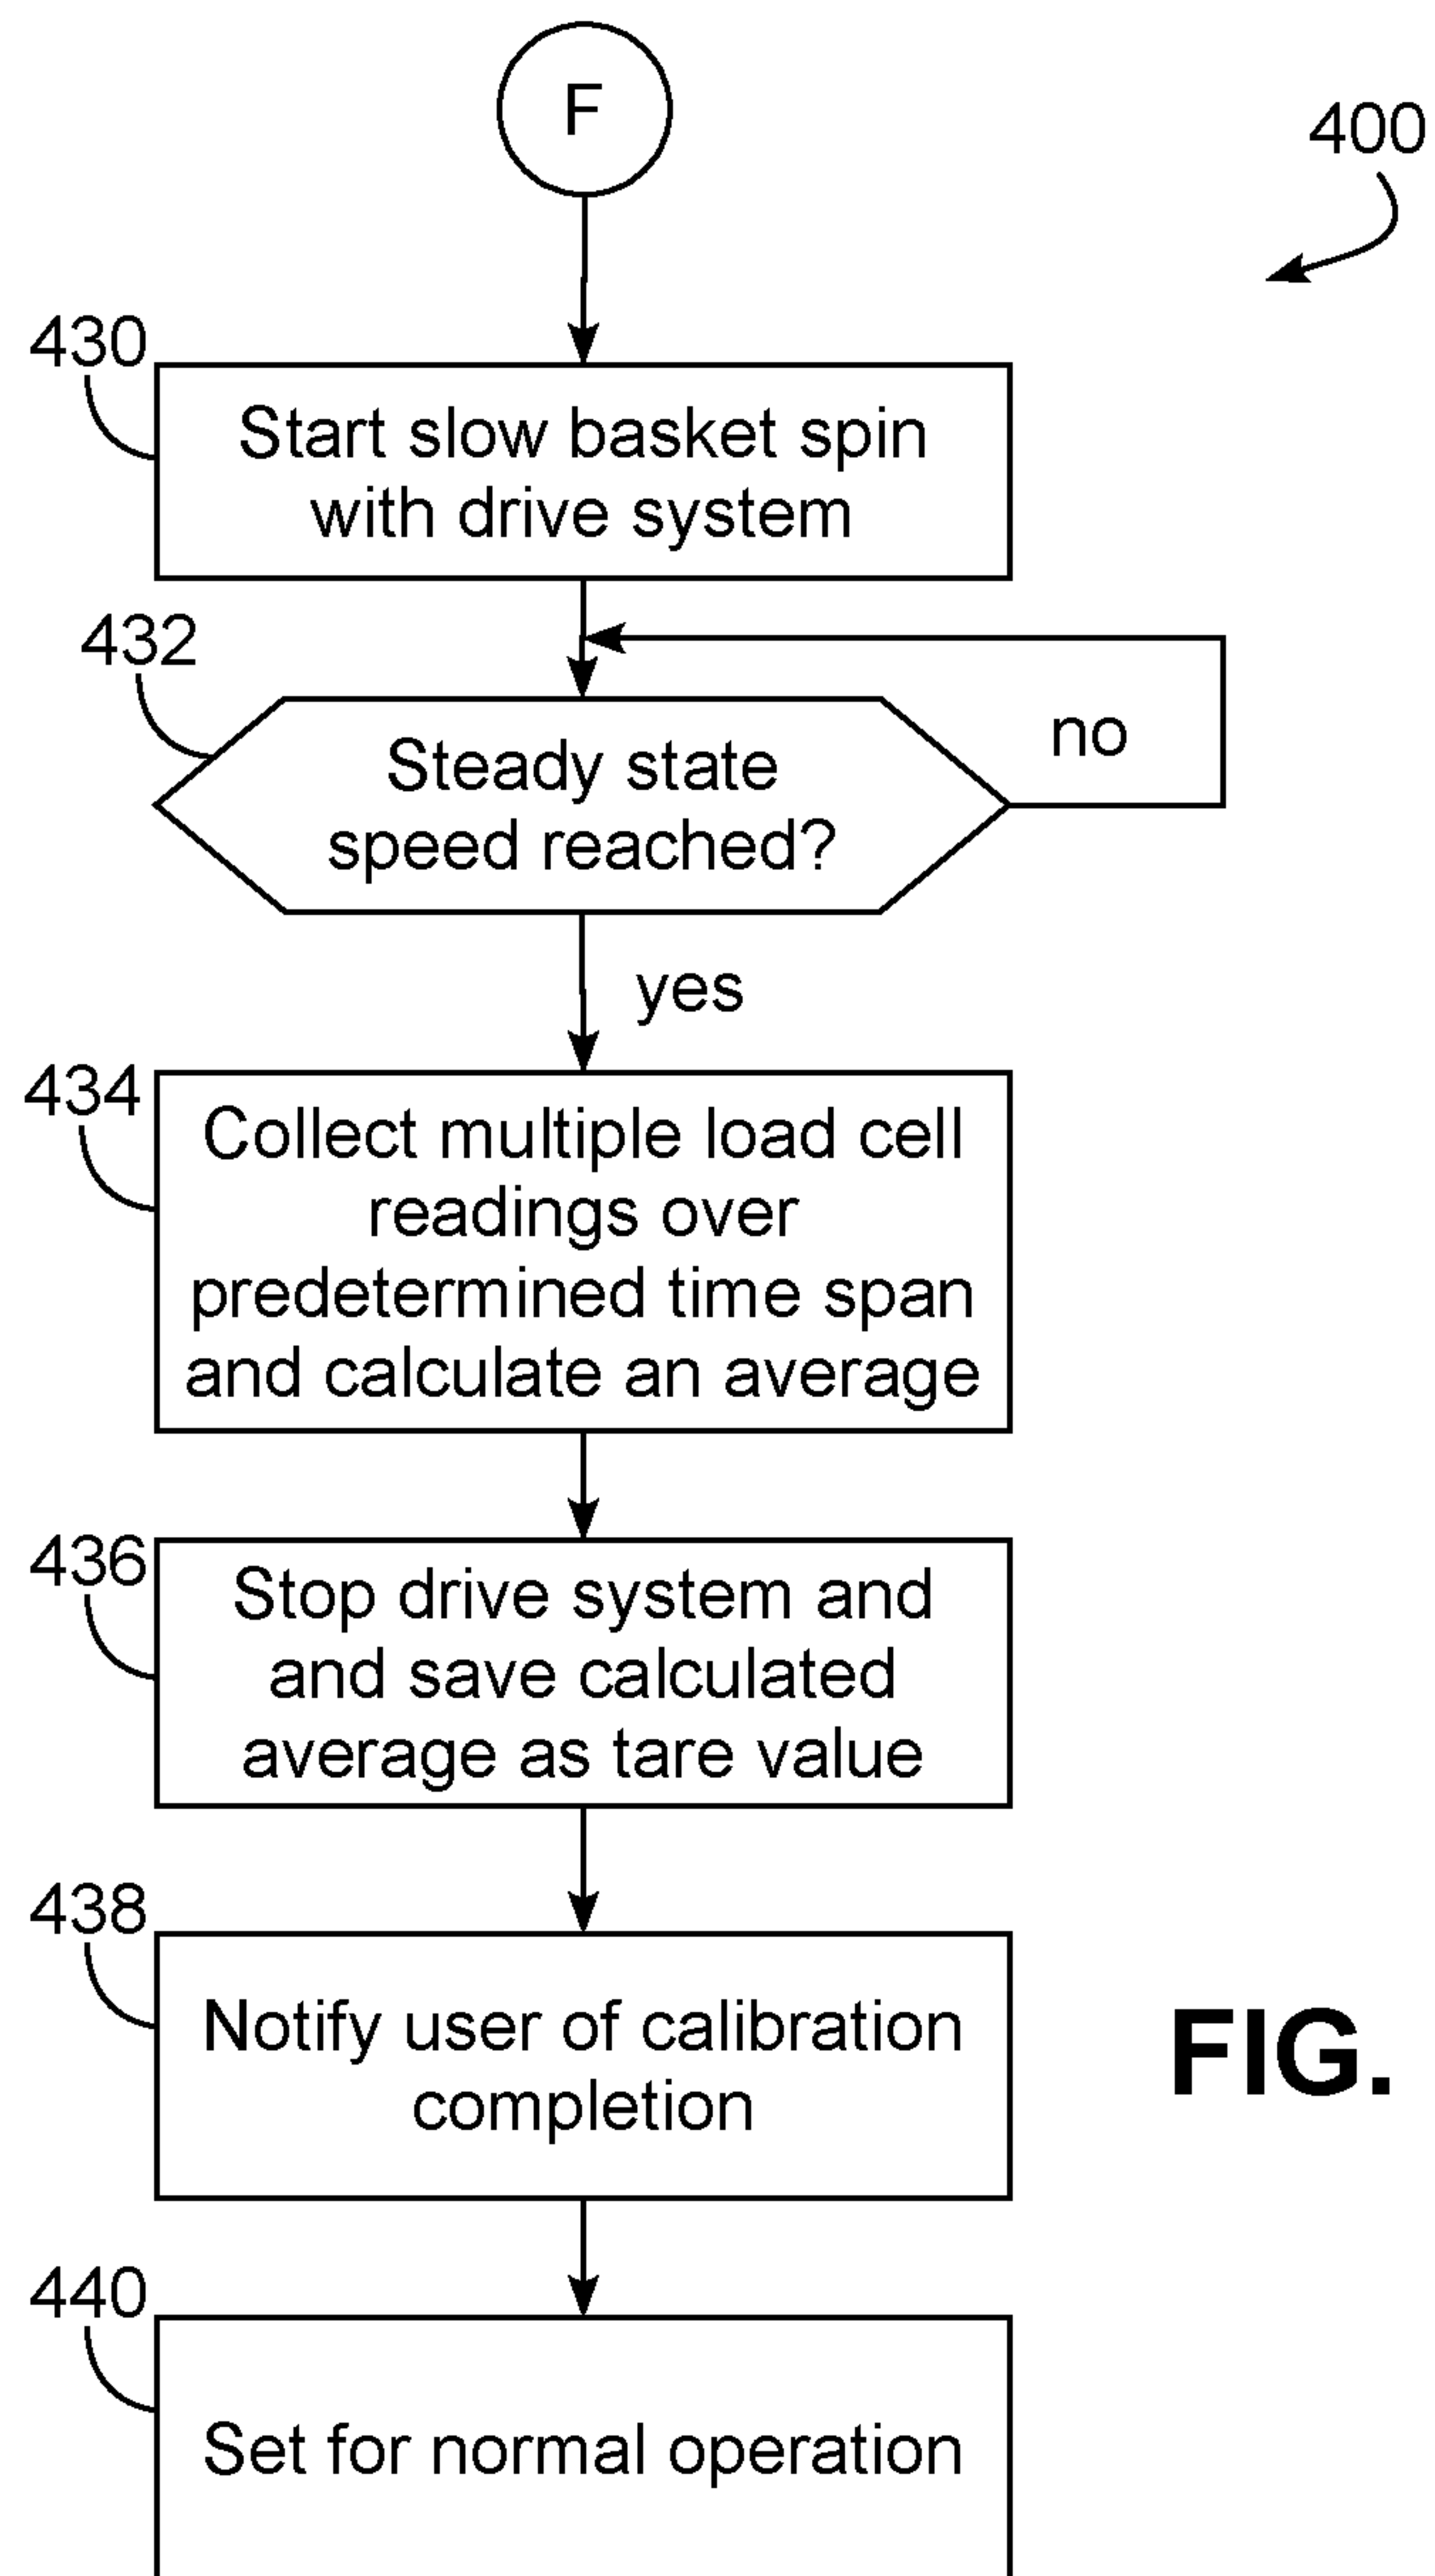 F
400
430
Start slow basket spin
with drive system
432
Steady state
speed reached?
no
yes
434
Collect multiple load cell
readings over
predetermined time span
and calculate an average
436
Stop drive system and
and save calculated
average as tare value
438
Notify user of calibration
completion
FIG.
440
Set for normal operation